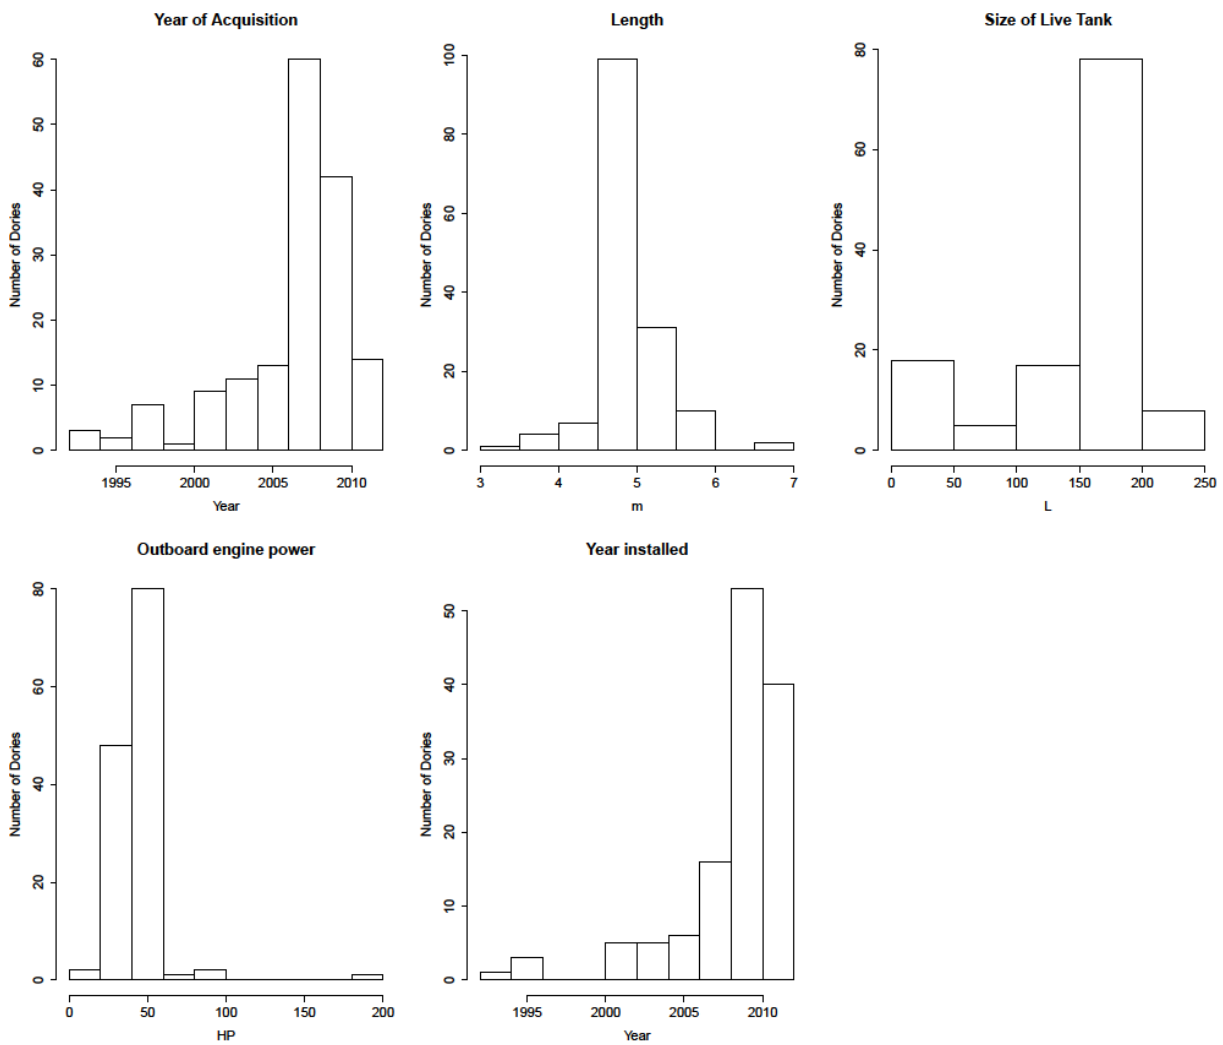 Year of Acquisition
Number of Dories
0 10 20 30 40 50 60
1995 2000 2005 2010
Year
Length
Number of Dories
0 20 40 60 80 100
3 4 5 6 7
m
Size of Live Tank
Number of Dories
0 20 40 60 80
0 50 100 150 200 250
L
Outboard engine power
Number of Dories
0 20 40 60 80
0 50 100 150 200
HP
Year installed
Number of Dories
0 10 20 30 40 50
1995 2000 2005 2010
Year